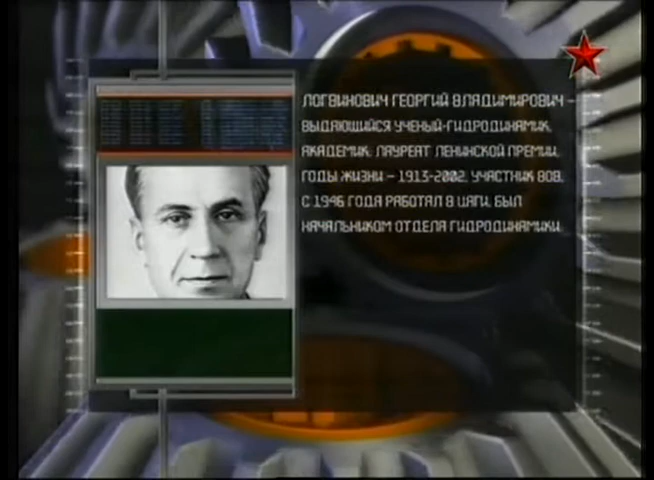 ЛОГВИНОВИЧ ГЕОРГИЙ ВЛАДИМИРОВИЧ –
ВЫДАЮЩИЙСЯ УЧЕНЫЙ-ГИДРОДИНАМИК,
АКАДЕМИК, ЛАУРЕАТ ЛЕНИНСКОЙ ПРЕМИИ.
ГОДЫ ЖИЗНИ – 1913-2002. УЧАСТНИК ВОВ.
С 1946 ГОДА РАБОТАЛ В ЦАГИ, БЫЛ
НАЧАЛЬНИКОМ ОТДЕЛА ГИДРОДИНАМИКИ.